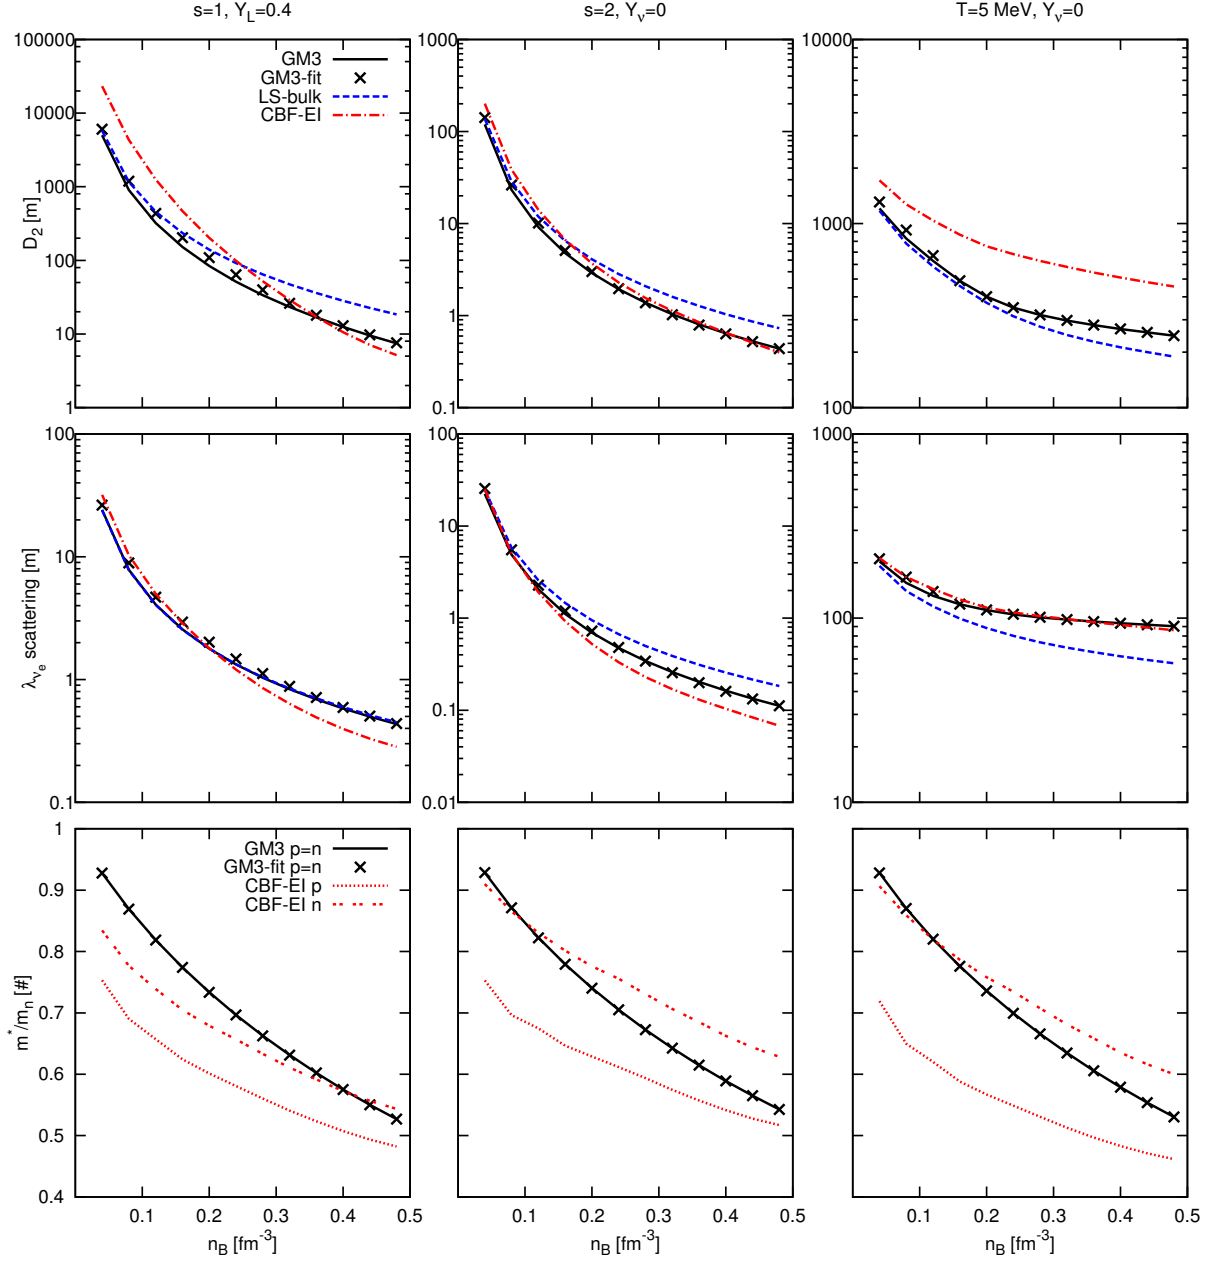 s=1, Y_L=0.4
s=2, Y_ν=0
T=5 MeV, Y_ν=0
D_2 [m]
100000
10000
1000
100
10
1
GM3
GM3-fit
LS-bulk
CBF-EI
1000
100
10
1
0.1
10000
1000
100
λ_ν_e scattering [m]
100
10
1
0.1
100
10
1
0.1
0.01
1000
100
10
m^*/m_n [#]
1
0.9
0.8
0.7
0.6
0.5
0.4
GM3 p=n
GM3-fit p=n
CBF-EI p
CBF-EI n
0.1 0.2 0.3 0.4 0.5
n_B [fm^-3]
0.1 0.2 0.3 0.4 0.5
n_B [fm^-3]
0.1 0.2 0.3 0.4 0.5
n_B [fm^-3]